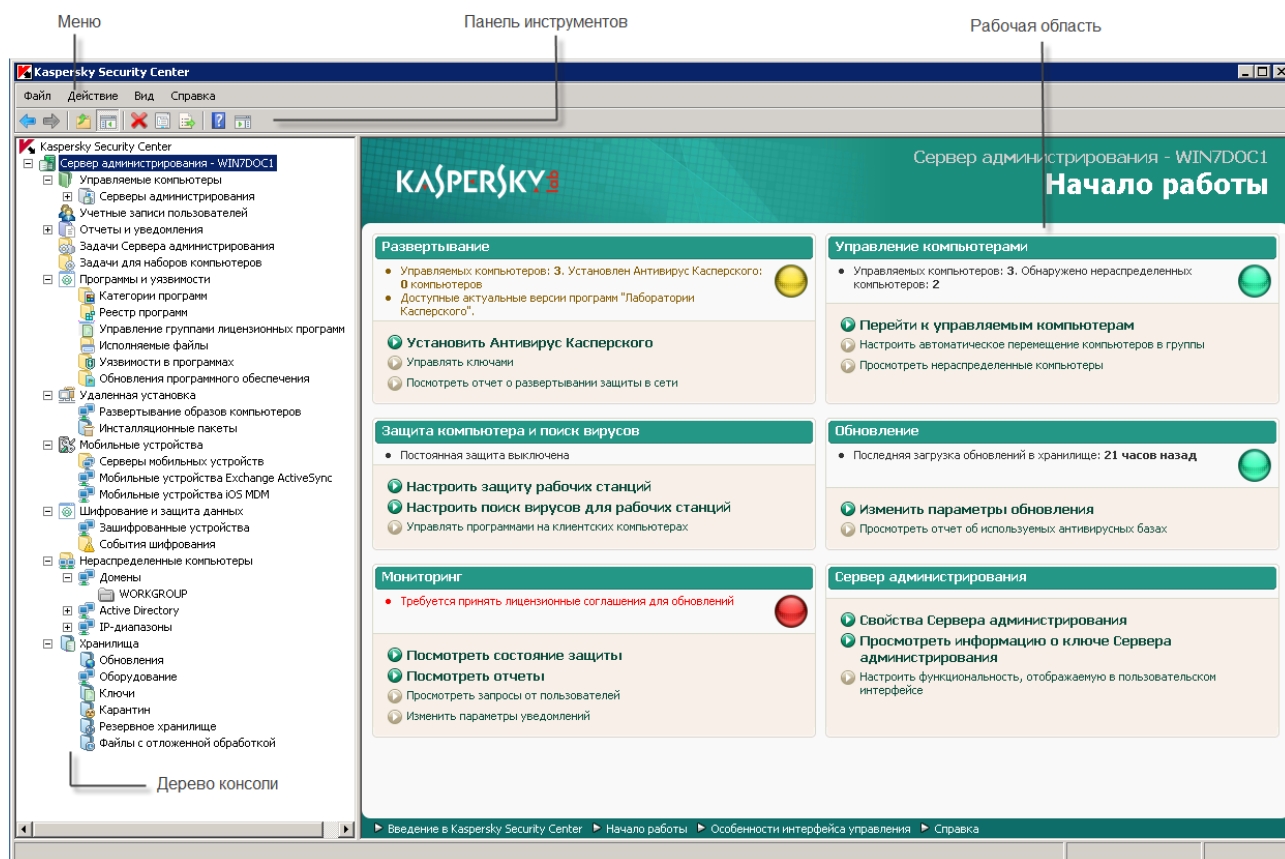 Меню
Панель инструментов
Рабочая область
Kaspersky Security Center
Файл Действие Вид Справка
Kaspersky Security Center
Сервер администрирования - WIN7DOC1
Управляемые компьютеры
Серверы администрирования
Учетные записи пользователей
Отчеты и уведомления
Задачи Сервера администрирования
Задачи для наборов компьютеров
Программы и уязвимости
Категории программ
Реестр программ
Управление группами лицензионных программ
Исполняемые файлы
Уязвимости в программах
Обновления программного обеспечения
Удаленная установка
Развертывание образов компьютеров
Инсталляционные пакеты
Мобильные устройства
Серверы мобильных устройств
Мобильные устройства Exchange ActiveSync
Мобильные устройства iOS MDM
Шифрование и защита данных
Зашифрованные устройства
События шифрования
Нераспределенные компьютеры
Домены
WORKGROUP
Active Directory
IP-диапазоны
Хранилища
Обновления
Оборудование
Ключи
Карантин
Резервное хранилище
Файлы с отложенной обработкой
Дерево консоли
KASPERSKY lab
Сервер администрирования - WIN7DOC1
Начало работы
Развертывание
Управляемых компьютеров: 3. Установлен Антивирус Касперского:
0 компьютеров
Доступные актуальные версии программ "Лаборатории
Касперского".
Установить Антивирус Касперского
Управлять ключами
Посмотреть отчет о развертывании защиты в сети
Управление компьютерами
Управляемых компьютеров: 3. Обнаружено нераспределенных
компьютеров: 2
Перейти к управляемым компьютерам
Настроить автоматическое перемещение компьютеров в группы
Просмотреть нераспределенные компьютеры
Защита компьютера и поиск вирусов
Постоянная защита выключена
Настроить защиту рабочих станций
Настроить поиск вирусов для рабочих станций
Управлять программами на клиентских компьютерах
Обновление
Последняя загрузка обновлений в хранилище: 21 часов назад
Изменить параметры обновления
Просмотреть отчет об используемых антивирусных базах
Мониторинг
Требуется принять лицензионные соглашения для обновлений
Посмотреть состояние защиты
Посмотреть отчеты
Просмотреть запросы от пользователей
Изменить параметры уведомлений
Сервер администрирования
Свойства Сервера администрирования
Просмотреть информацию о ключе Сервера
администрирования
Настроить функциональность, отображаемую в пользовательском
интерфейсе
Введение в Kaspersky Security Center Начало работы Особенности интерфейса управления Справка